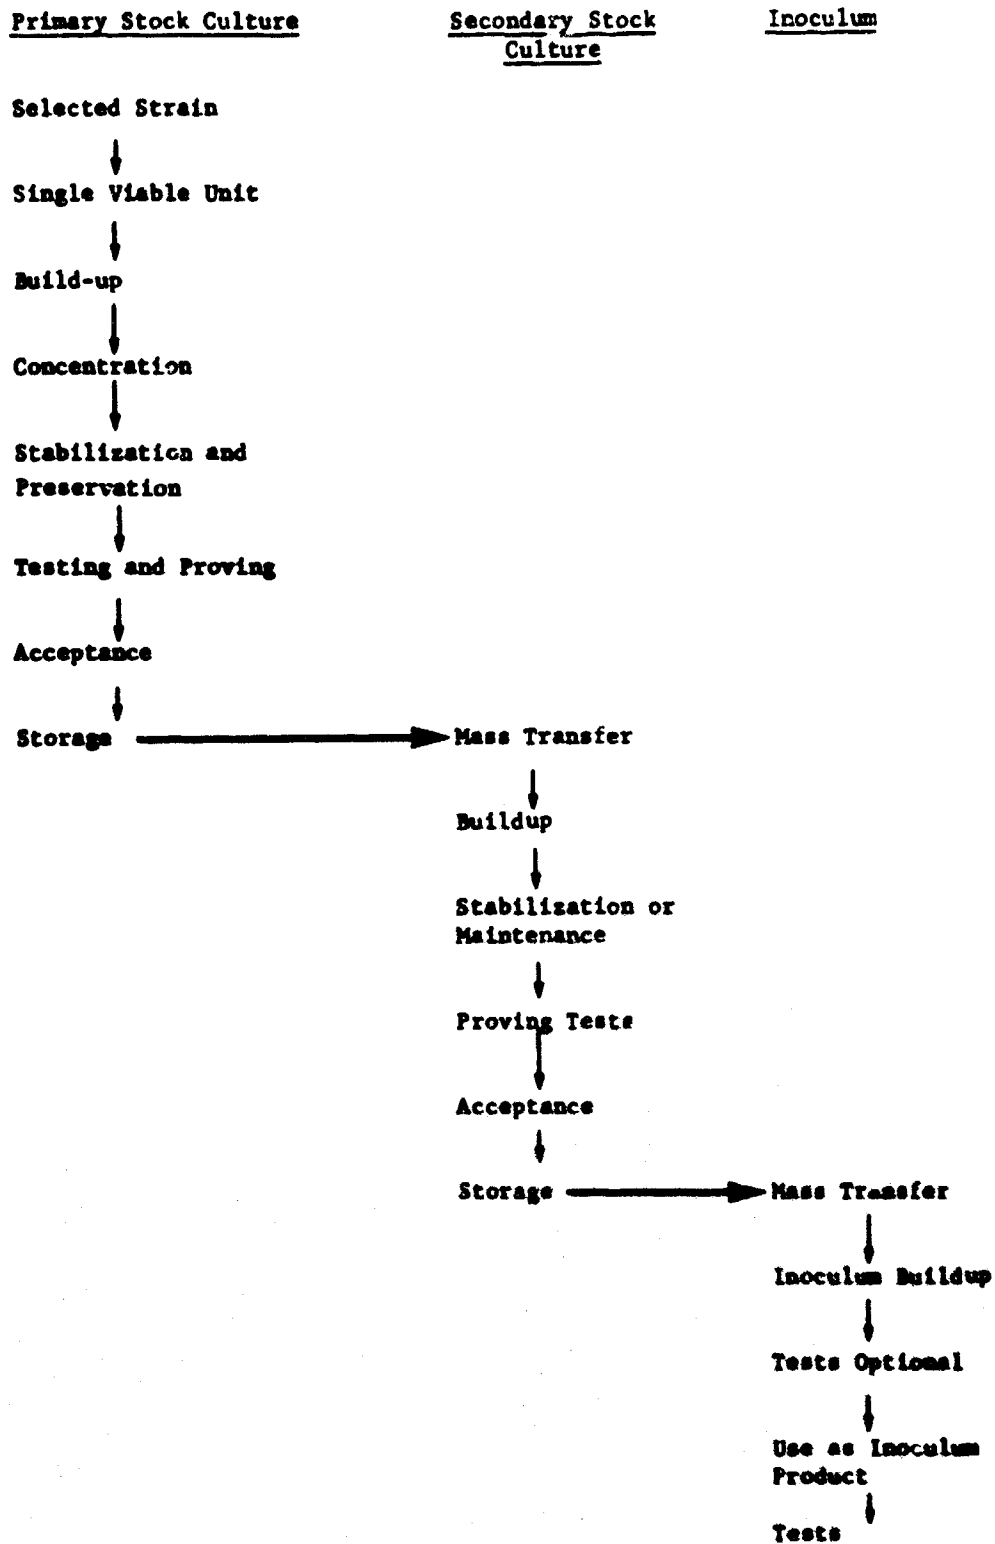 Primary Stock Culture
Secondary Stock
Culture
Inoculum
Selected Strain
Single Viable Unit
Build-up
Concentration
Stabilization and
Preservation
Testing and Proving
Acceptance
Storage
Mass Transfer
Buildup
Stabilization or
Maintenance
Proving Tests
Acceptance
Storage
Mass Transfer
Inoculum Buildup
Tests Optional
Use as Inoculum
Product
Tests